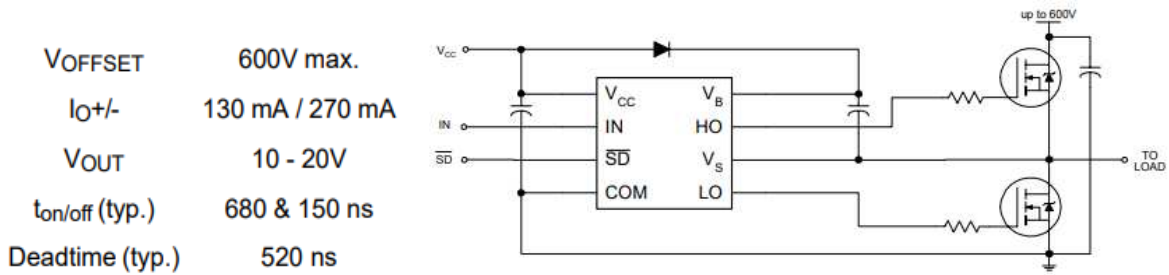 VOFFSET 600V max.
IO+/- 130 mA / 270 mA
VOUT 10 - 20V
ton/off (typ.) 680 & 150 ns
Deadtime (typ.) 520 ns
up to 600V
VCC
VCC VB
IN IN HO
SD SD VS
TO
LOAD
COM LO